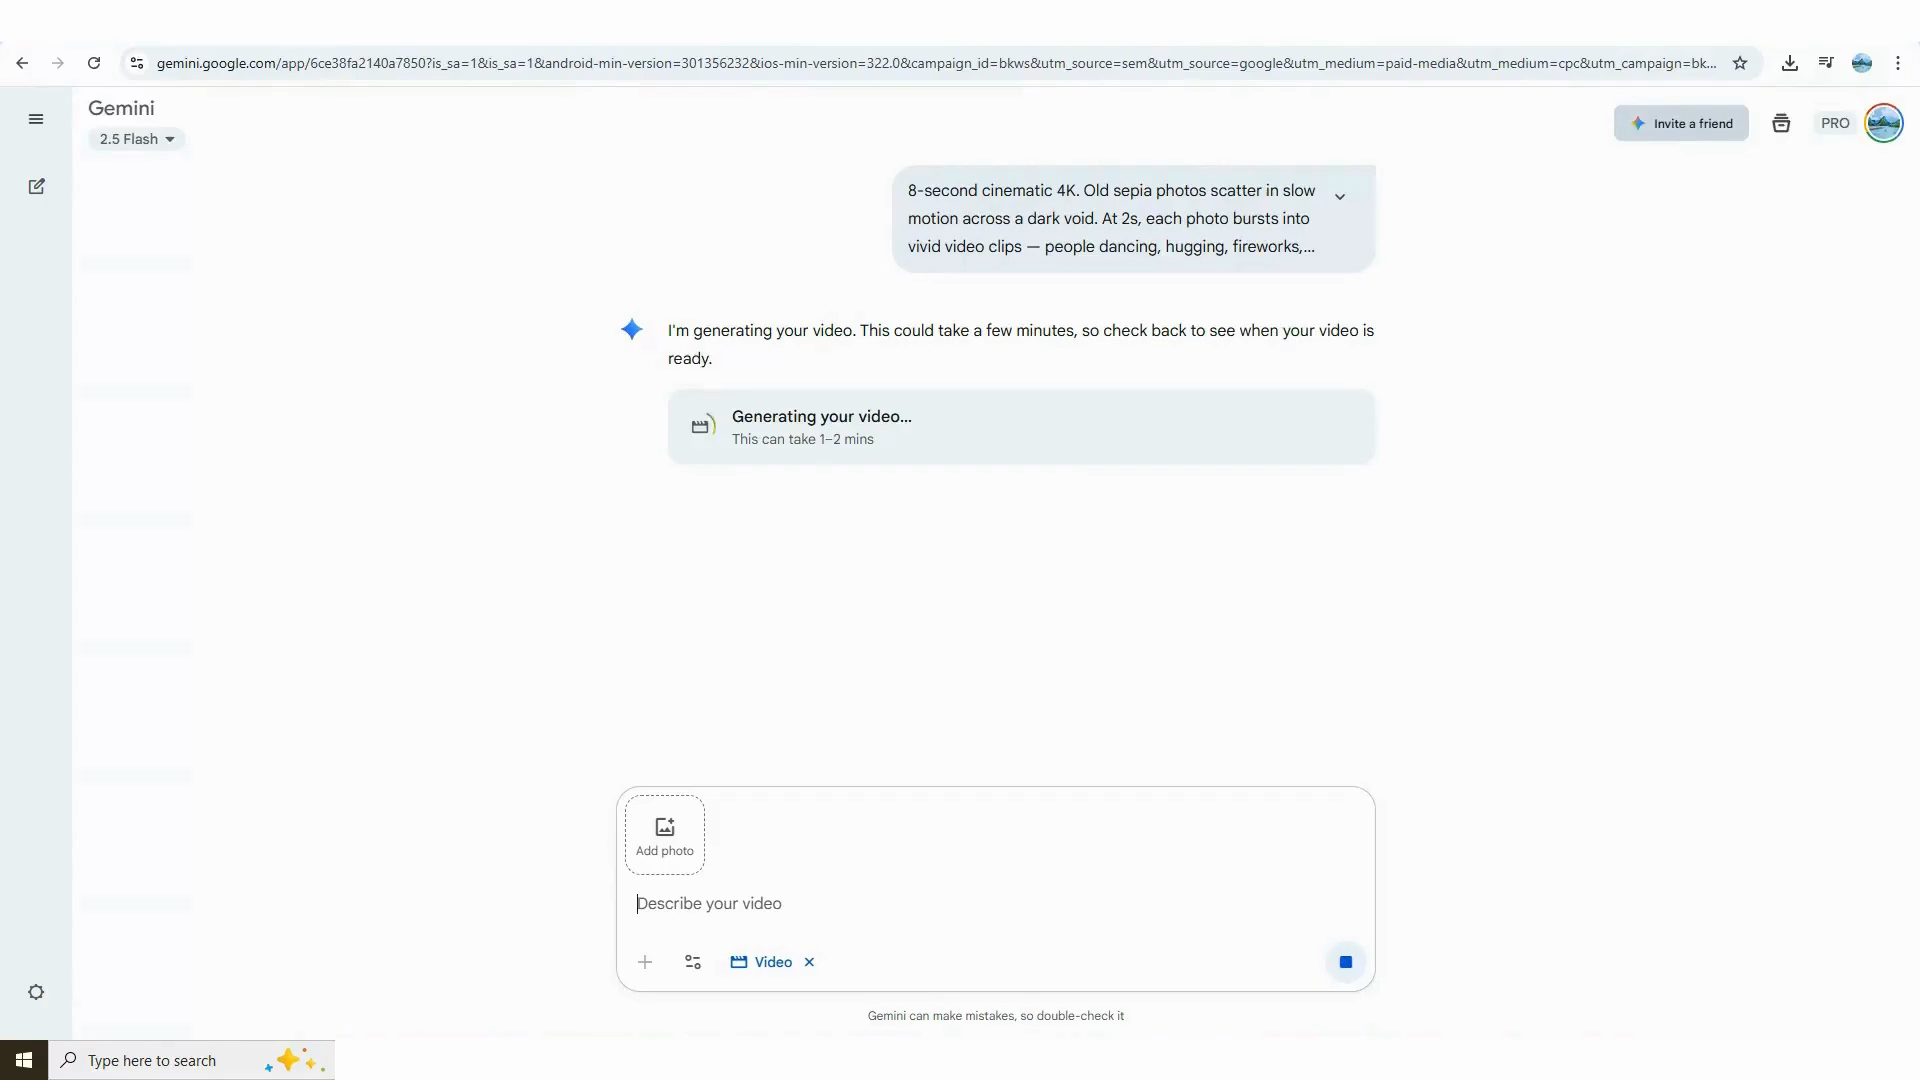 gemini.google.com/app/6ce38fa2140a7850?is_sa=1&is_sa=1&android-min-version=301356232&ios-min-version=322.0&campaign_id=bkws&utm_source=sem&utm_source=google&utm_medium=paid-media&utm_medium=cpc&utm_campaign=bk...
Gemini
2.5 Flash
Invite a friend
PRO
8-second cinematic 4K. Old sepia photos scatter in slow
motion across a dark void. At 2s, each photo bursts into
vivid video clips — people dancing, hugging, fireworks,...
I'm generating your video. This could take a few minutes, so check back to see when your video is
ready.
Generating your video...
This can take 1–2 mins
Add photo
Describe your video
Video
Gemini can make mistakes, so double-check it
Type here to search